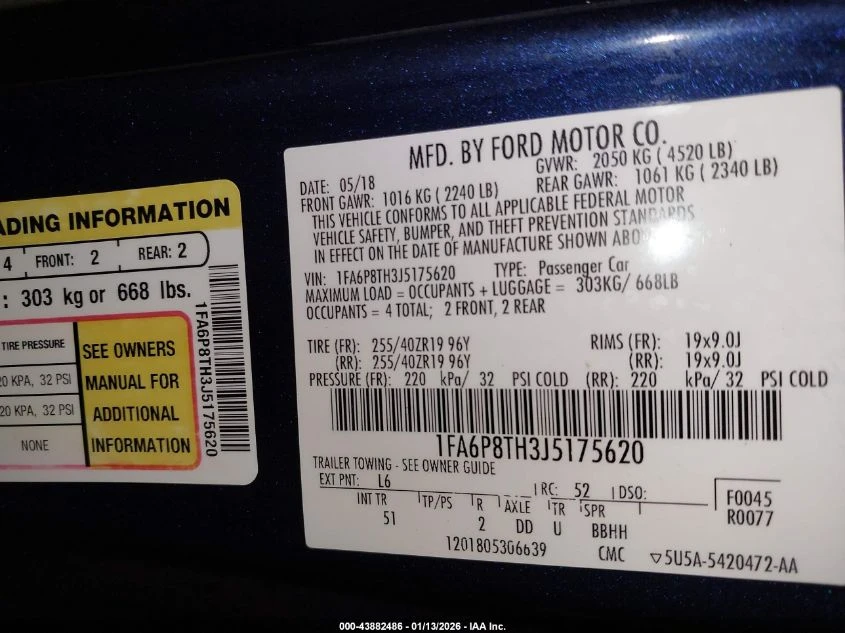 ADING INFORMATION
4 FRONT: 2 REAR: 2
: 303 kg or 668 lbs.
TIRE PRESSURE
20 KPA, 32 PSI
20 KPA, 32 PSI
NONE
SEE OWNERS
MANUAL FOR
ADDITIONAL
INFORMATION
1FA6P8TH3J5175620
MFD. BY FORD MOTOR CO.
DATE: 05/18 GVWR: 2050 KG ( 4520 LB)
FRONT GAWR: 1016 KG ( 2240 LB) REAR GAWR: 1061 KG ( 2340 LB)
THIS VEHICLE CONFORMS TO ALL APPLICABLE FEDERAL MOTOR
VEHICLE SAFETY, BUMPER, AND THEFT PREVENTION STANDARDS
IN EFFECT ON THE DATE OF MANUFACTURE SHOWN ABO
VIN: 1FA6P8TH3J5175620 TYPE: Passenger Car
MAXIMUM LOAD = OCCUPANTS + LUGGAGE = 303KG/ 668LB
OCCUPANTS = 4 TOTAL; 2 FRONT, 2 REAR
TIRE (FR): 255/40ZR19 96Y RIMS (FR): 19x9.0J
(RR): 255/40ZR19 96Y (RR): 19x9.0J
PRESSURE (FR): 220 kPa/ 32 PSI COLD (RR): 220 kPa/ 32 PSI COLD
1FA6P8TH3J5175620
TRAILER TOWING - SEE OWNER GUIDE
EXT PNT: L6 RC: 52 DSO: F0045
INT TR TP/PS R AXLE TR SPR R0077
51 2 DD U BBHH
1201805306639 CMC ▽5U5A-5420472-AA
000-43882486 - 01/13/2026 - IAA Inc.